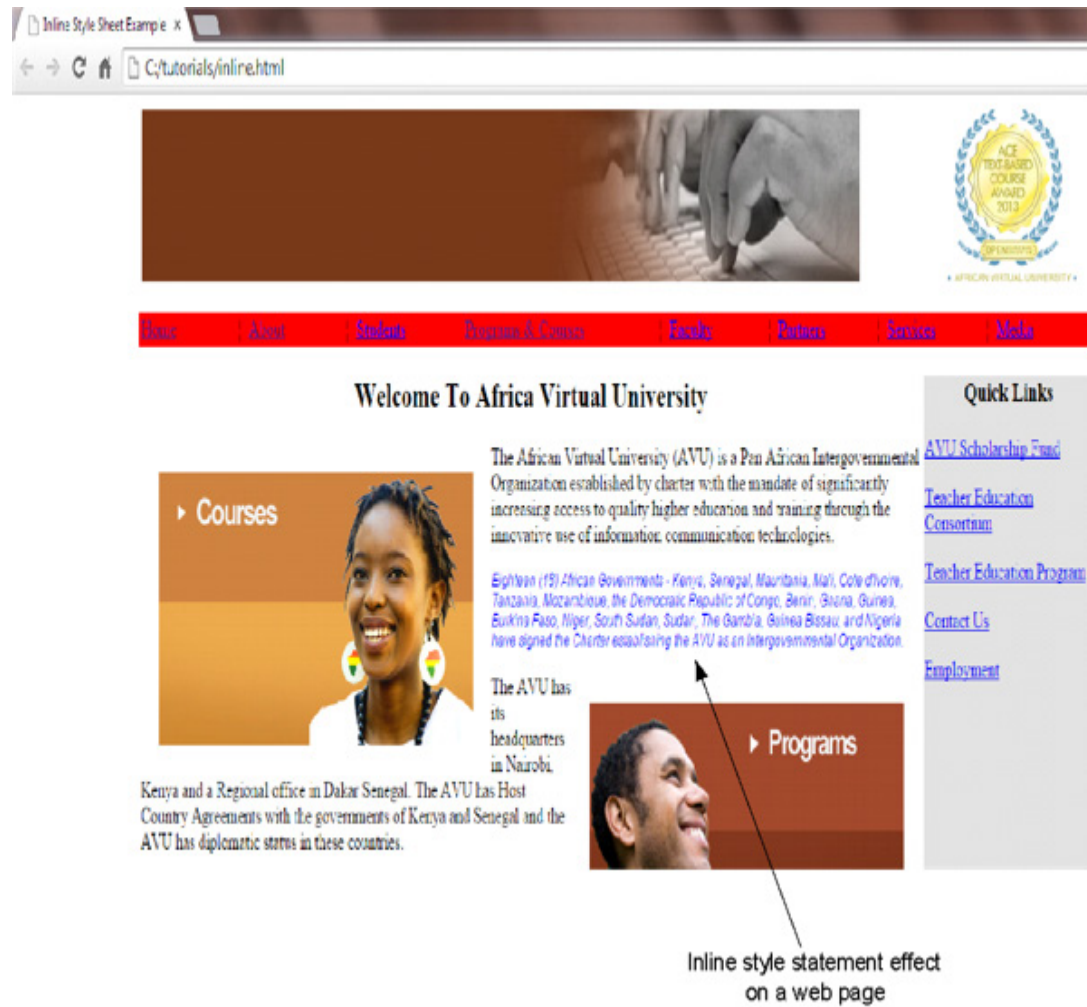 Inline Style Sheet Example ×
C:/tutorials/inline.html
ACE
TEXT-BASED
COURSE
AWARD
2013
• AFRICAN VIRTUAL UNIVERSITY •
Home ¦ About ¦ Students Programs & Courses ¦ Faculty ¦ Partners ¦ Services ¦ Media
Welcome To Africa Virtual University
Courses
The African Virtual University (AVU) is a Pan African Intergovernmental
Organization established by charter with the mandate of significantly
increasing access to quality higher education and training through the
innovative use of information communication technologies.
Eighteen African Governments - Kenya, Senegal, Mauritania, Mali, Cote d'Ivoire,
Tanzania, Mozambique, the Democratic Republic of Congo, Benin, Ghana, Guinea,
Burkina Faso, Niger, South Sudan, Sudan, The Gambia, Guinea Bissau, and Nigeria
have signed the Charter establishing the AVU as an Intergovernmental Organization.
The AVU has
its
headquarters
in Nairobi,
Kenya and a Regional office in Dakar Senegal. The AVU has Host
Country Agreements with the governments of Kenya and Senegal and the
AVU has diplomatic status in these countries.
Programs
Quick Links
AVU Scholarship Fund
Teacher Education
Consortium
Teacher Education Program
Contact Us
Employment
Inline style statement effect
on a web page